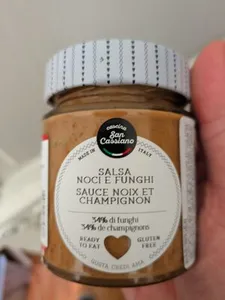 cascina
San
Cassiano
MADE IN ITALY
SALSA
NOCI E FUNGHI
SAUCE NOIX ET
CHAMPIGNON
34% di funghi
34% de champignons
READY
TO EAT
GLUTEN
FREE